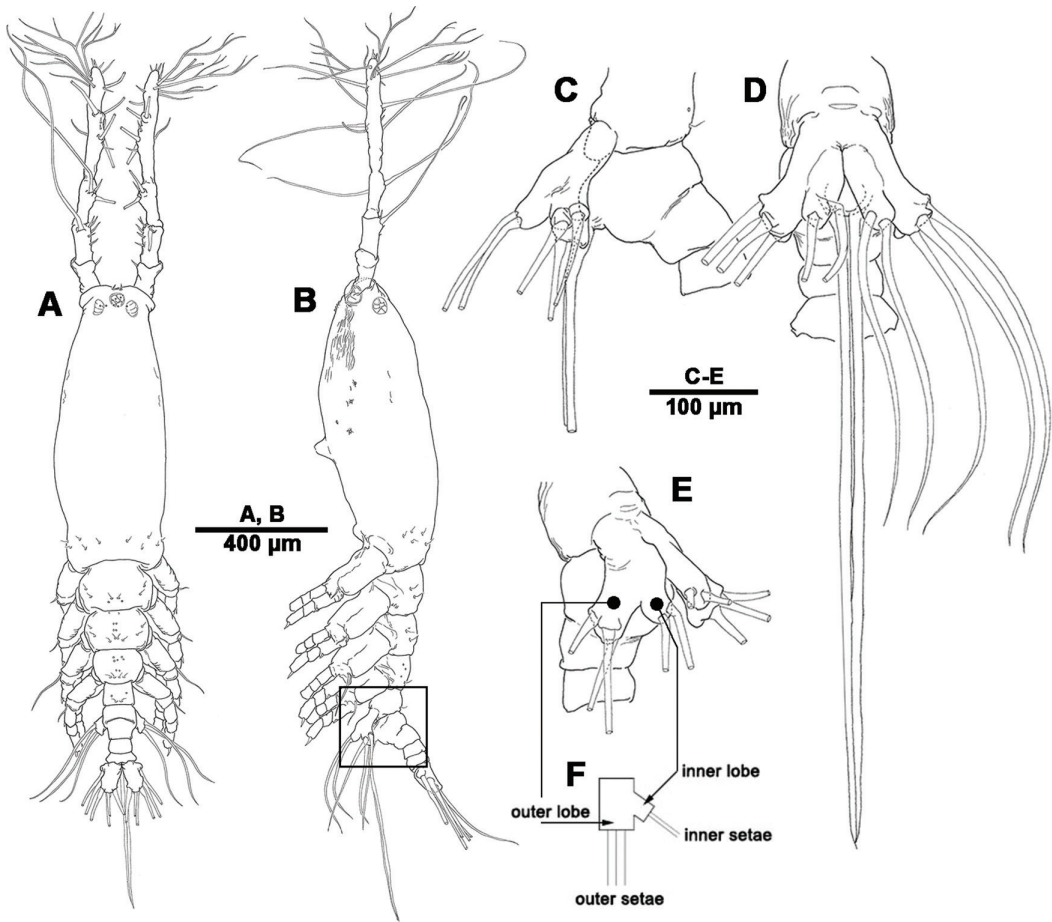 A
B
C
D
A, B
400 µm
C-E
100 µm
E
F
inner lobe
outer lobe
inner setae
outer setae